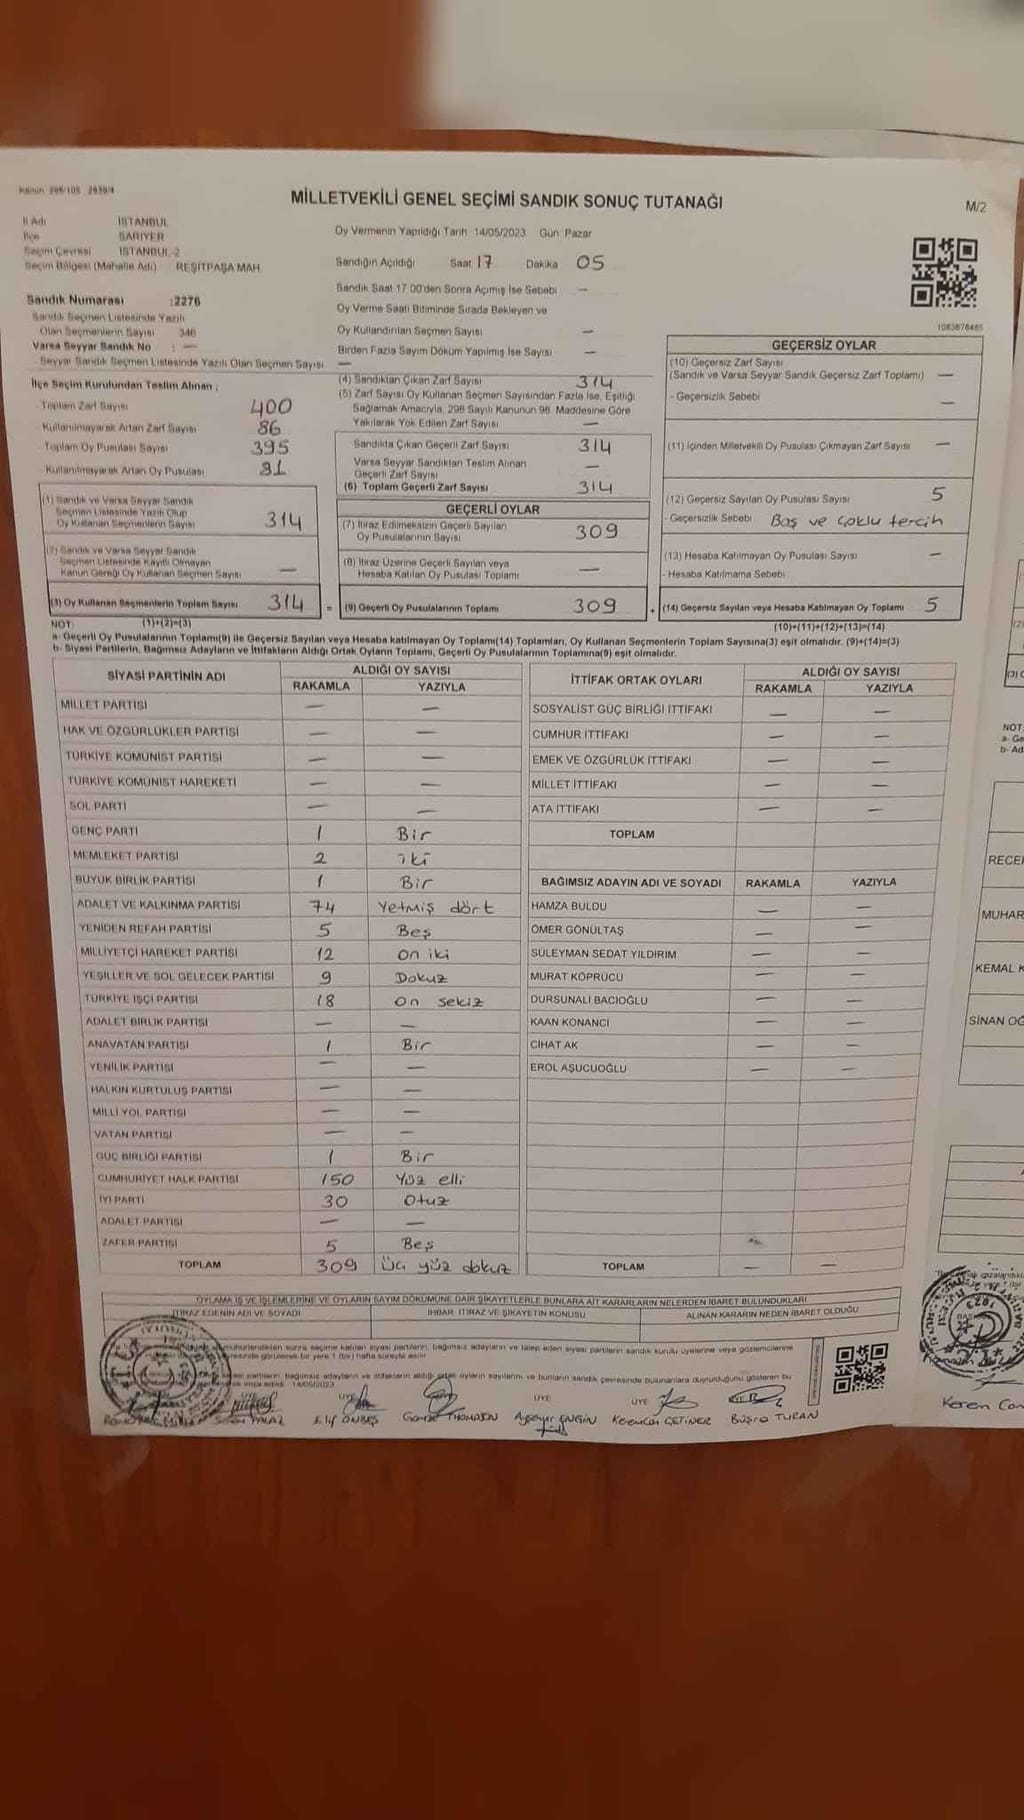 MİLLETVEKİLİ GENEL SEÇİMİ SANDIK SONUÇ TUTANAĞI
M/2
İl Adı İSTANBUL
İlçe SARIYER
Seçim Çevresi İSTANBUL-2
Seçim Bölgesi (Mahalle Adı) REŞİTPAŞA MAH.
Sandık Numarası :2276
Sandık Seçmen Listesinde Yazılı
Olan Seçmenlerin Sayısı 346
Varsa Seyyar Sandık No : —
Seyyar Sandık Seçmen Listesinde Yazılı Olan Seçmen Sayısı —
Oy Vermenin Yapıldığı Tarih 14/05/2023 Gün Pazar
Sandığın Açıldığı Saat 17 Dakika 05
Sandık Saat 17.00'den Sonra Açımış İse Sebebi —
Oy Verme Saati Bitiminde Sırada Bekleyen ve
Oy Kullandırılan Seçmen Sayısı —
Birden Fazla Sayım Döküm Yapılmış İse Sayısı —
1083678485
İlçe Seçim Kurulundan Teslim Alınan ;
Toplam Zarf Sayısı 400
Kullanılmayarak Artan Zarf Sayısı 86
Toplam Oy Pusulası Sayısı 395
Kullanılmayarak Artan Oy Pusulası 81
(1) Sandık ve Varsa Seyyar Sandık
Seçmen Listesinde Yazılı Olup
Oy Kullanan Seçmenlerin Sayısı 314
(2) Sandık ve Varsa Seyyar Sandık
Seçmen Listesinde Kayıtlı Olmayan
Kanun Gereği Oy Kullanan Seçmen Sayısı —
(3) Oy Kullanan Seçmenlerin Toplam Sayısı 314
(4) Sandıktan Çıkan Zarf Sayısı 314
(5) Zarf Sayısı Oy Kullanan Seçmen Sayısından Fazla İse, Eşitliği
Sağlamak Amacıyla, 298 Sayılı Kanunun 98. Maddesine Göre
Yakılarak Yok Edilen Zarf Sayısı —
Sandıkta Çıkan Geçerli Zarf Sayısı 314
Varsa Seyyar Sandıktan Teslim Alınan
Geçerli Zarf Sayısı —
(6) Toplam Geçerli Zarf Sayısı 314
GEÇERLİ OYLAR
(7) İtiraz Edilmeksizin Geçerli Sayılan
Oy Pusulalarının Sayısı 309
(8) İtiraz Üzerine Geçerli Sayılan veya
Hesaba Katılan Oy Pusulası Toplamı —
= (9) Geçerli Oy Pusulalarının Toplamı 309
GEÇERSİZ OYLAR
(10) Geçersiz Zarf Sayısı
(Sandık ve Varsa Seyyar Sandık Geçersiz Zarf Toplamı) —
- Geçersizlik Sebebi —
(11) İçinden Milletvekili Oy Pusulası Çıkmayan Zarf Sayısı —
(12) Geçersiz Sayılan Oy Pusulası Sayısı 5
- Geçersizlik Sebebi Boş ve çoklu tercih
(13) Hesaba Katılmayan Oy Pusulası Sayısı —
- Hesaba Katılmama Sebebi
+ (14) Geçersiz Sayılan veya Hesaba Katılmayan Oy Toplamı 5
NOT: (1)+(2)=(3) (10)+(11)+(12)+(13)=(14)
a- Geçerli Oy Pusulalarının Toplamı(9) ile Geçersiz Sayılan veya Hesaba katılmayan Oy Toplamı(14) Toplamları, Oy Kullanan Seçmenlerin Toplam Sayısına(3) eşit olmalıdır. (9)+(14)=(3)
b- Siyasi Partilerin, Bağımsız Adayların ve İttifakların Aldığı Ortak Oyların Toplamı, Geçerli Oy Pusulalarının Toplamına(9) eşit olmalıdır.
SİYASİ PARTİNİN ADI ALDIĞI OY SAYISI
RAKAMLA YAZIYLA
MİLLET PARTİSİ — —
HAK VE ÖZGÜRLÜKLER PARTİSİ — —
TÜRKİYE KOMÜNİST PARTİSİ — —
TÜRKİYE KOMÜNİST HAREKETİ — —
SOL PARTİ — —
GENÇ PARTİ 1 Bir
MEMLEKET PARTİSİ 2 iki
BÜYÜK BİRLİK PARTİSİ 1 Bir
ADALET VE KALKINMA PARTİSİ 74 Yetmiş dört
YENİDEN REFAH PARTİSİ 5 Beş
MİLLİYETÇİ HAREKET PARTİSİ 12 on iki
YEŞİLLER VE SOL GELECEK PARTİSİ 9 Dokuz
TÜRKİYE İŞÇİ PARTİSİ 18 On sekiz
ADALET BİRLİK PARTİSİ — —
ANAVATAN PARTİSİ 1 Bir
YENİLİK PARTİSİ — —
HALKIN KURTULUŞ PARTİSİ — —
MİLLİ YOL PARTİSİ — —
VATAN PARTİSİ — —
GÜÇ BİRLİĞİ PARTİSİ 1 Bir
CUMHURİYET HALK PARTİSİ 150 Yüz elli
İYİ PARTİ 30 Otuz
ADALET PARTİSİ — —
ZAFER PARTİSİ 5 Beş
TOPLAM 309 Üç yüz dokuz
İTTİFAK ORTAK OYLARI ALDIĞI OY SAYISI
RAKAMLA YAZIYLA
SOSYALİST GÜÇ BİRLİĞİ İTTİFAKI — —
CUMHUR İTTİFAKI — —
EMEK VE ÖZGÜRLÜK İTTİFAKI — —
MİLLET İTTİFAKI — —
ATA İTTİFAKI — —
TOPLAM
BAĞIMSIZ ADAYIN ADI VE SOYADI RAKAMLA YAZIYLA
HAMZA BULDU — —
ÖMER GÖNÜLTAŞ — —
SÜLEYMAN SEDAT YILDIRIM — —
MURAT KÖPRÜCÜ — —
DURSUNALİ BACIOĞLU — —
KAAN KONANCİ — —
CİHAT AK — —
EROL AŞUCUOĞLU — —
TOPLAM — —
OYLAMA İŞ VE İŞLEMLERİNE VE OYLARIN SAYIM DÖKÜMÜNE DAİR ŞİKAYETLERLE BUNLARA AİT KARARLARIN NELERDEN İBARET BULUNDUKLARI
İTİRAZ EDENİN ADI VE SOYADI İHBAR, İTİRAZ VE ŞİKAYETİN KONUSU ALINAN KARARIN NEDEN İBARET OLDUĞU
14/05/2023
ÜYE ÜYE ÜYE
Elif ÖNBEŞ Gamze THOMASIN Ayşenur ENGİN Keremcan ÇETİNER Büşra TURAN
NOT:
RECE
MUHAR
KEMAL K
SİNAN OĞ
Kerem Can